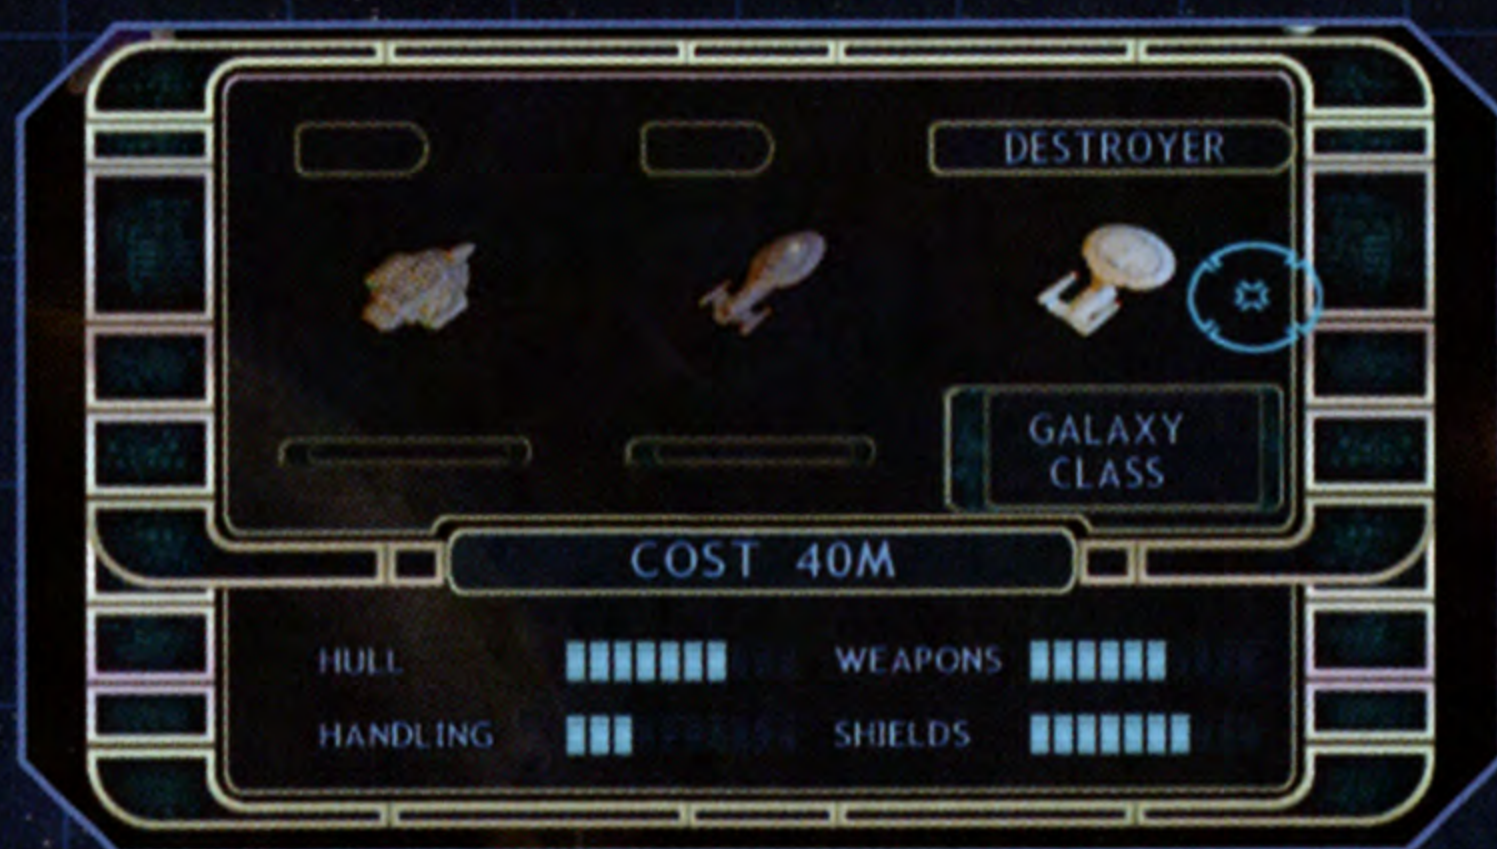 DESTROYER
GALAXY
CLASS
COST 40M
HULL
WEAPONS
HANDLING
SHIELDS